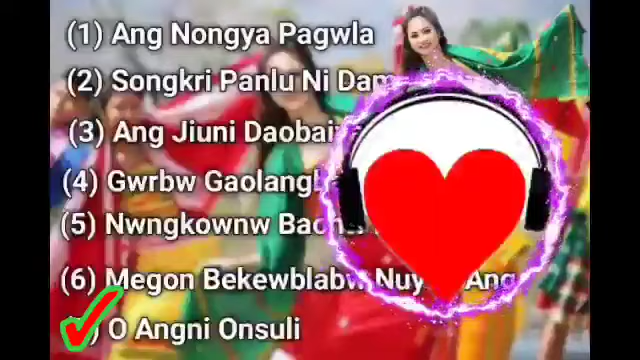 (1) Ang Nongya Pagwla
(2) Songkri Panlu Ni
(3) Ang Jiuni
(4) Gwrbw
(5) Nwngkownw
(6) Megon Bekewblabw Ang
O Angni Onsuli